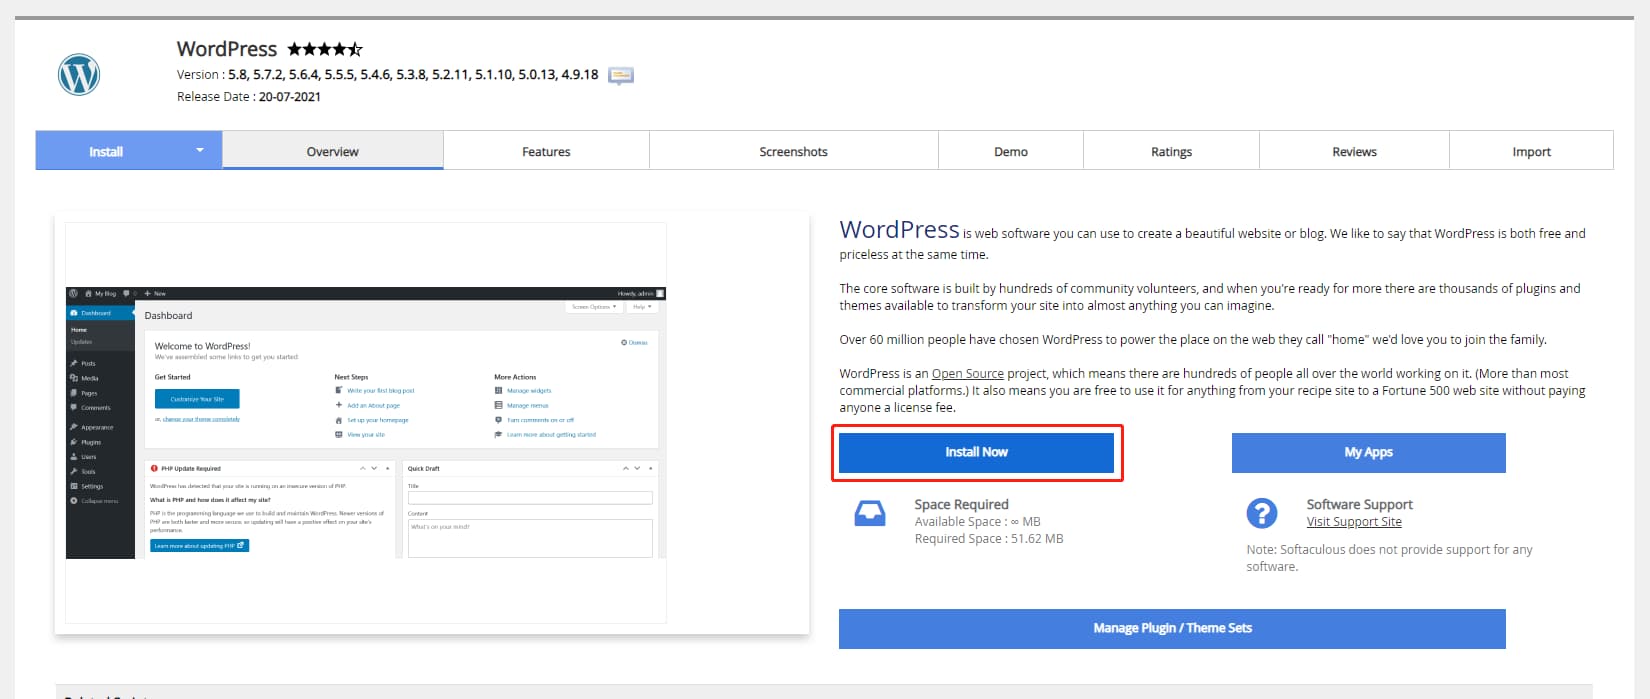 WordPress
Version : 5.8, 5.7.2, 5.6.4, 5.5.5, 5.4.6, 5.3.8, 5.2.11, 5.1.10, 5.0.13, 4.9.18
Release Date : 20-07-2021
Install
Overview
Features
Screenshots
Demo
Ratings
Reviews
Import
My Blog
0
New
Howdy, admin
Dashboard
Home
Updates
Posts
Media
Pages
Comments
Appearance
Plugins
Users
Tools
Settings
Collapse menu
Screen Options
Help
Dashboard
Welcome to WordPress!
We've assembled some links to get you started:
Dismiss
Get Started
Customize Your Site
or, change your theme completely
Next Steps
Write your first blog post
Add an About page
Set up your homepage
View your site
More Actions
Manage widgets
Manage menus
Turn comments on or off
Learn more about getting started
PHP Update Required
WordPress has detected that your site is running on an insecure version of PHP.
What is PHP and how does it affect my site?
PHP is the programming language we use to build and maintain WordPress. Newer versions of
PHP are both faster and more secure, so updating will have a positive effect on your site's
performance.
Learn more about updating PHP
Quick Draft
Title
Content
What's on your mind?
WordPress is web software you can use to create a beautiful website or blog. We like to say that WordPress is both free and
priceless at the same time.
The core software is built by hundreds of community volunteers, and when you're ready for more there are thousands of plugins and
themes available to transform your site into almost anything you can imagine.
Over 60 million people have chosen WordPress to power the place on the web they call "home" we'd love you to join the family.
WordPress is an Open Source project, which means there are hundreds of people all over the world working on it. (More than most
commercial platforms.) It also means you are free to use it for anything from your recipe site to a Fortune 500 web site without paying
anyone a license fee.
Install Now
My Apps
Space Required
Available Space : ∞ MB
Required Space : 51.62 MB
Software Support
Visit Support Site
Note: Softaculous does not provide support for any
software.
Manage Plugin / Theme Sets